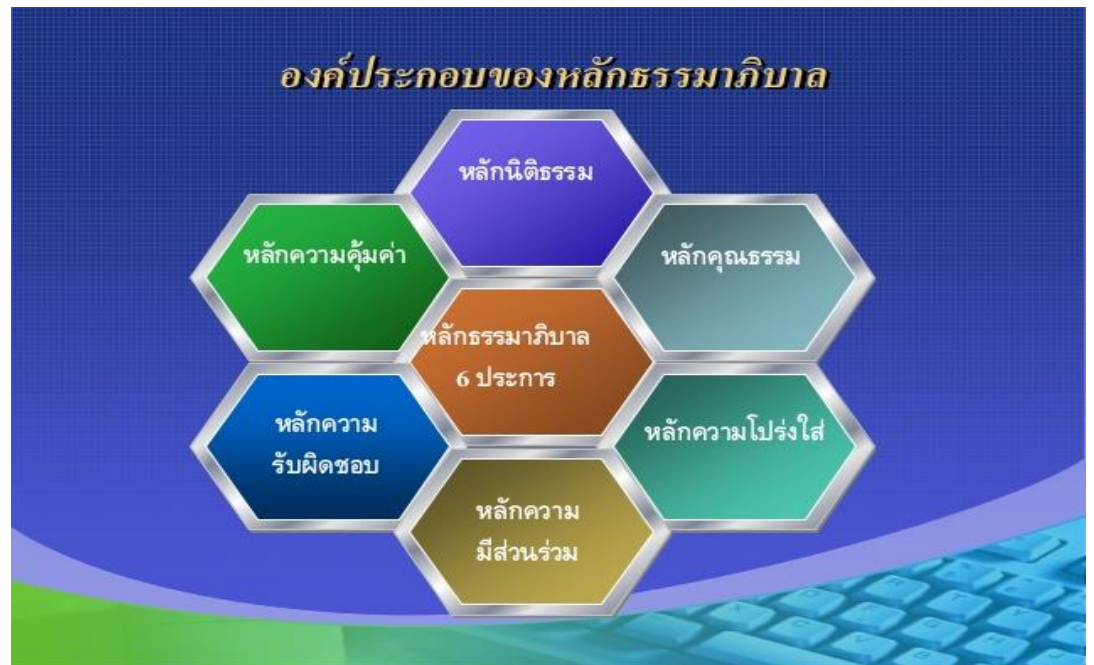 องค์ประกอบของหลักธรรมาภิบาล
หลักนิติธรรม
หลักความคุ้มค่า
หลักคุณธรรม
หลักธรรมาภิบาล
6 ประการ
หลักความ
รับผิดชอบ
หลักความโปร่งใส่
หลักความ
มีส่วนร่วม